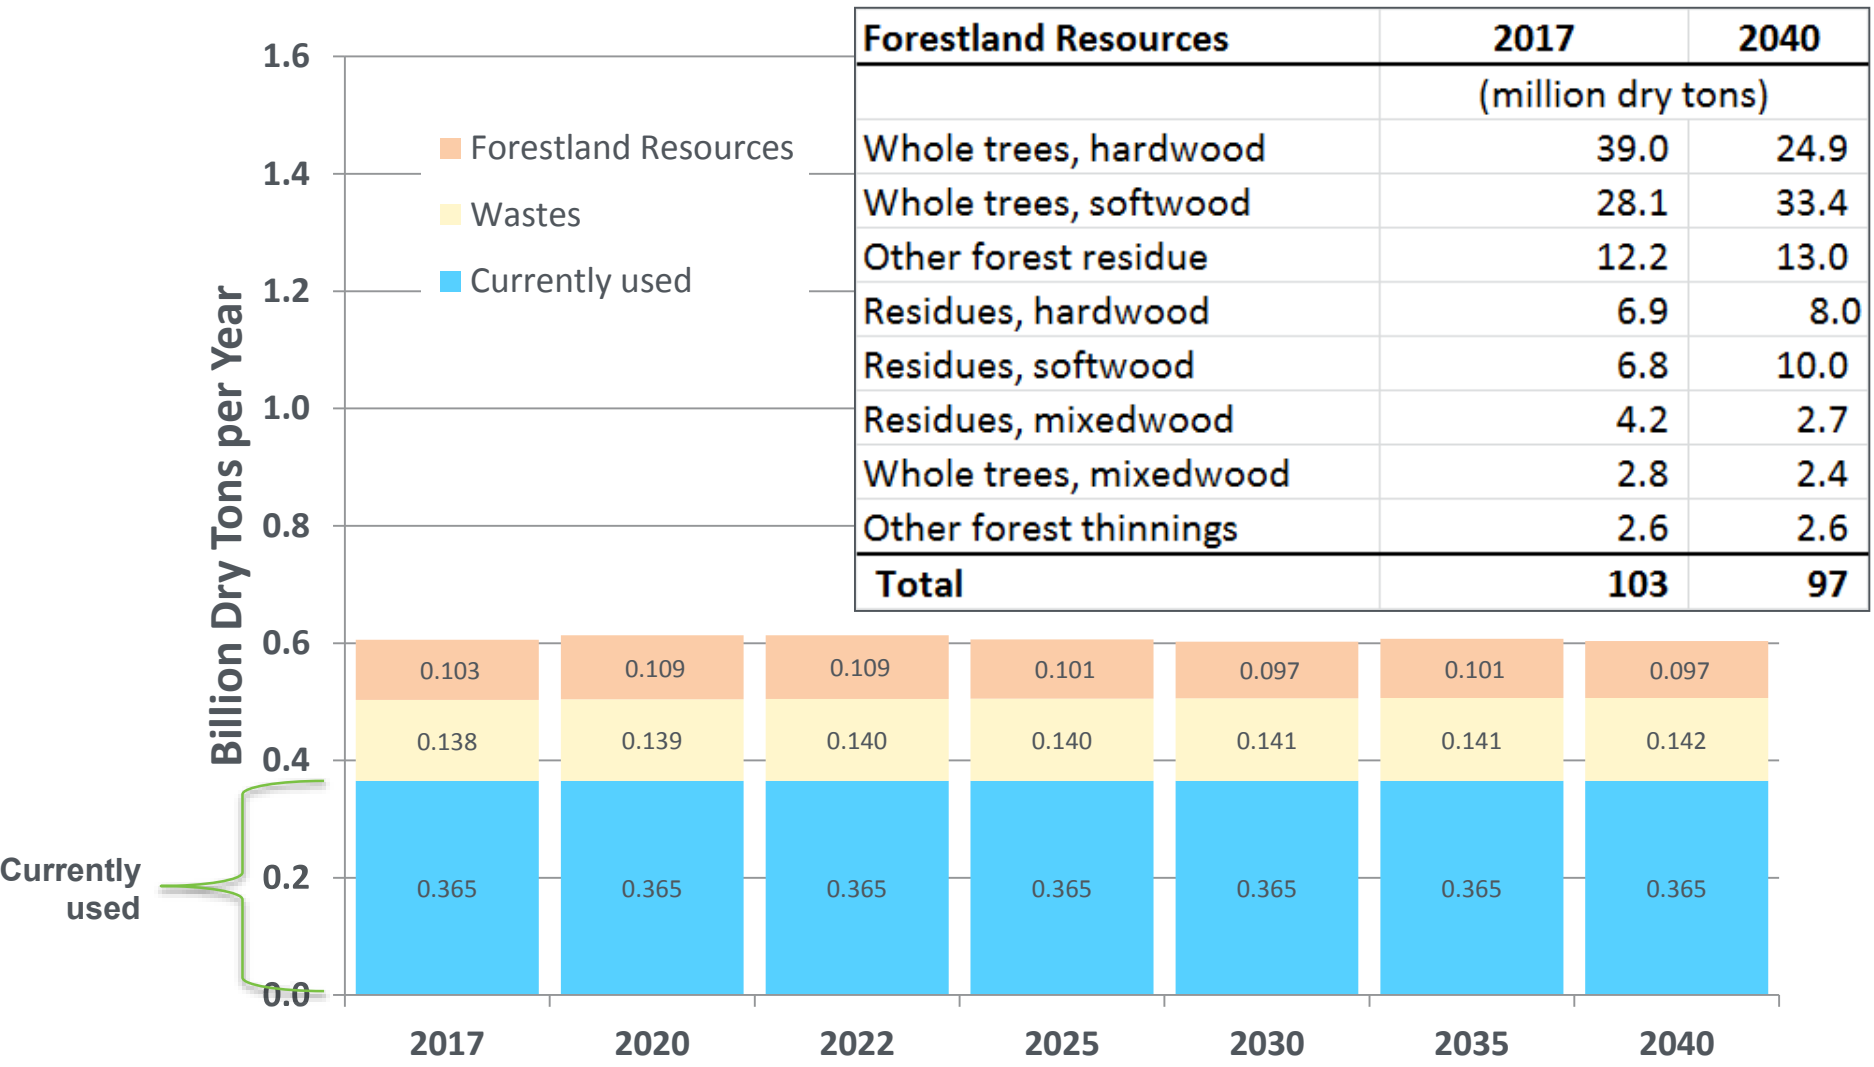 Forestland Resources 2017 2040
(million dry tons)
Whole trees, hardwood 39.0 24.9
Whole trees, softwood 28.1 33.4
Other forest residue 12.2 13.0
Residues, hardwood 6.9 8.0
Residues, softwood 6.8 10.0
Residues, mixedwood 4.2 2.7
Whole trees, mixedwood 2.8 2.4
Other forest thinnings 2.6 2.6
Total 103 97
Forestland Resources
Wastes
Currently used
Billion Dry Tons per Year
1.6
1.4
1.2
1.0
0.8
0.6
0.4
0.2
0.0
Currently
used
0.103 0.109 0.109 0.101 0.097 0.101 0.097
0.138 0.139 0.140 0.140 0.141 0.141 0.142
0.365 0.365 0.365 0.365 0.365 0.365 0.365
2017 2020 2022 2025 2030 2035 2040